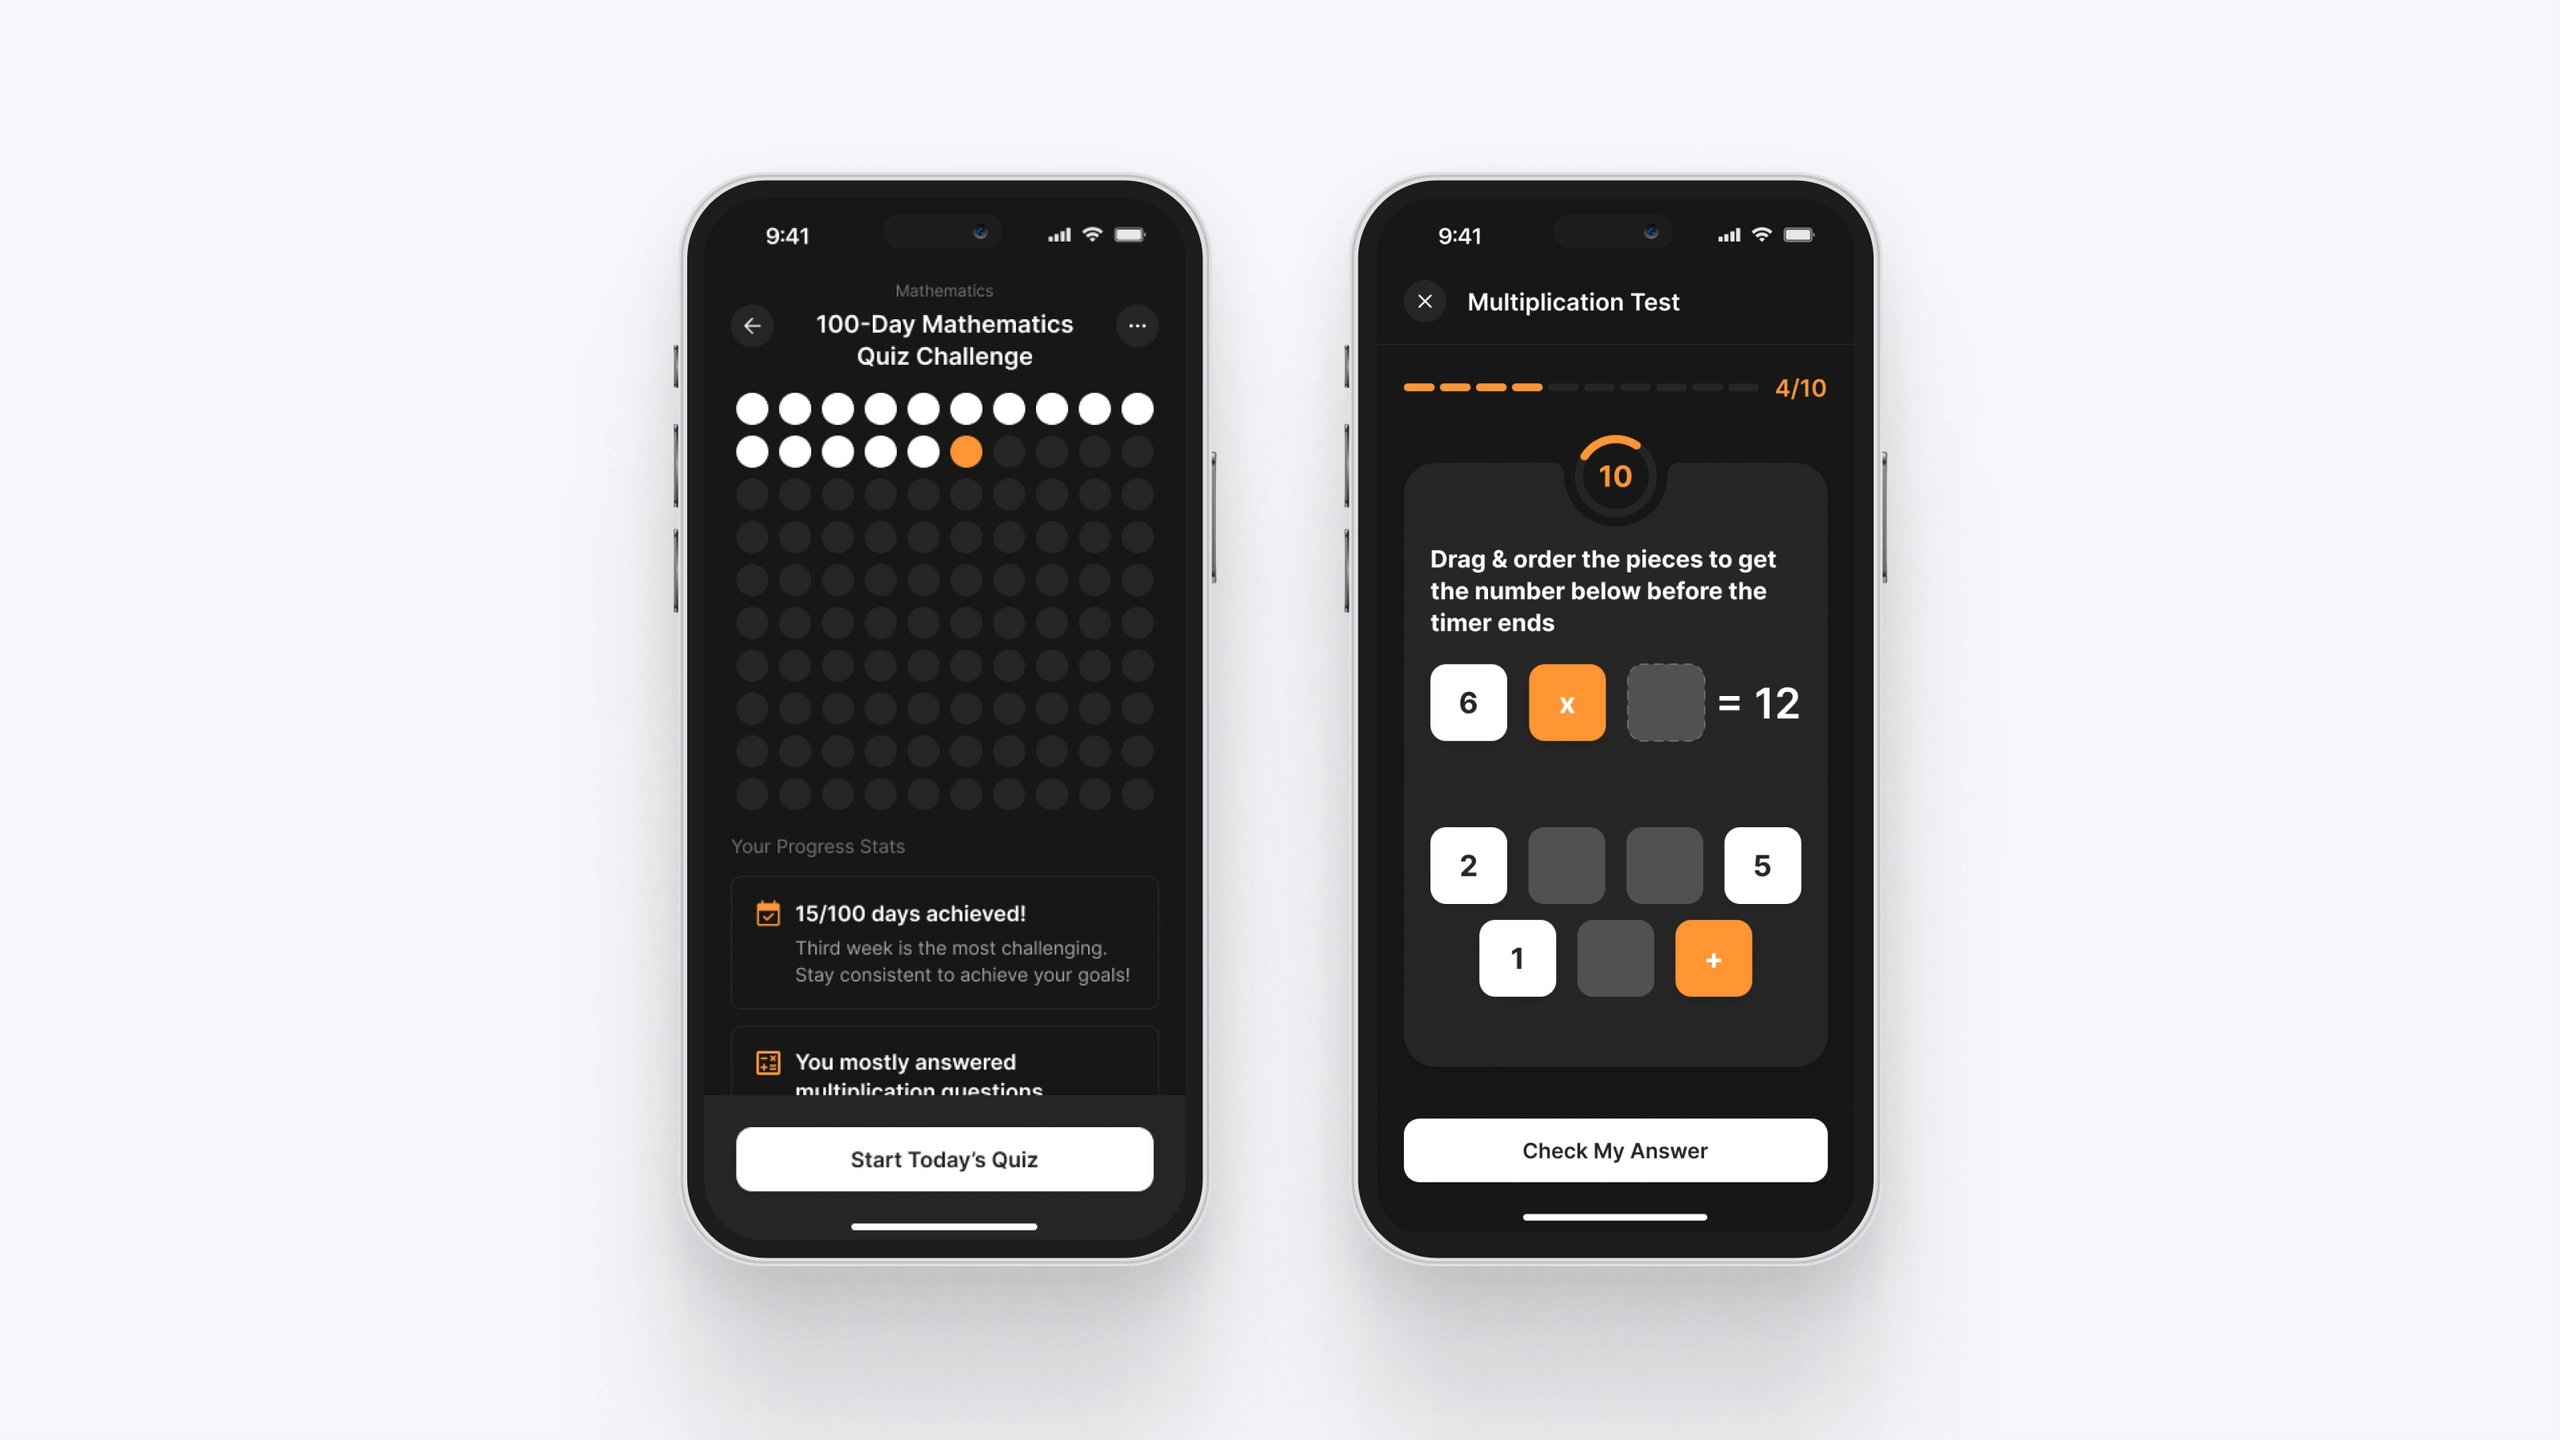 9:41
Mathematics
100-Day Mathematics
Quiz Challenge
Your Progress Stats
15/100 days achieved!
Third week is the most challenging.
Stay consistent to achieve your goals!
You mostly answered
multiplication questions
Start Today’s Quiz
9:41
Multiplication Test
4/10
10
Drag & order the pieces to get
the number below before the
timer ends
6 x = 12
2 5
1 +
Check My Answer